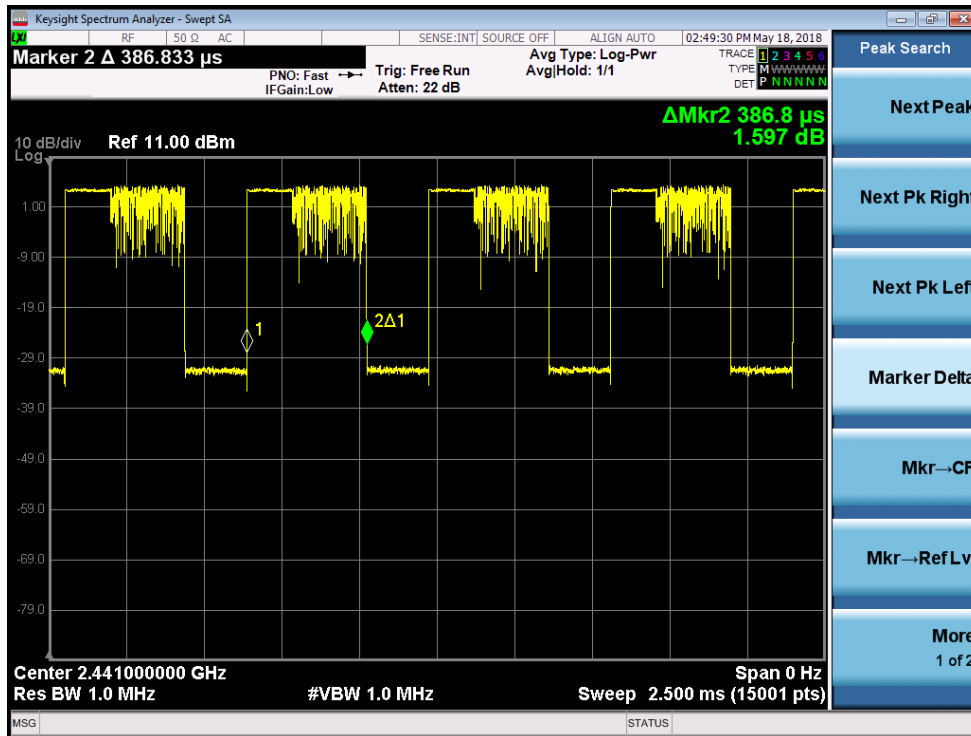 Keysight Spectrum Analyzer - Swept SA
LXI RF 50 Ω AC SENSE:INT SOURCE OFF ALIGN AUTO 02:49:30 PM May 18, 2018
Marker 2 Δ 386.833 µs
PNO: Fast
IFGain:Low
Trig: Free Run
Atten: 22 dB
Avg Type: Log-Pwr
Avg|Hold: 1/1
TRACE 1 2 3 4 5 6
TYPE M WWWWW
DET P N N N N N
ΔMkr2 386.8 µs
1.597 dB
10 dB/div Ref 11.00 dBm
Log
1.00
-9.00
-19.0
-29.0
-39.0
-49.0
-59.0
-69.0
-79.0
1
2Δ1
Center 2.441000000 GHz Span 0 Hz
Res BW 1.0 MHz #VBW 1.0 MHz Sweep 2.500 ms (15001 pts)
MSG STATUS
Peak Search
Next Peak
Next Pk Right
Next Pk Left
Marker Delta
Mkr→CF
Mkr→Ref Lv
More
1 of 2